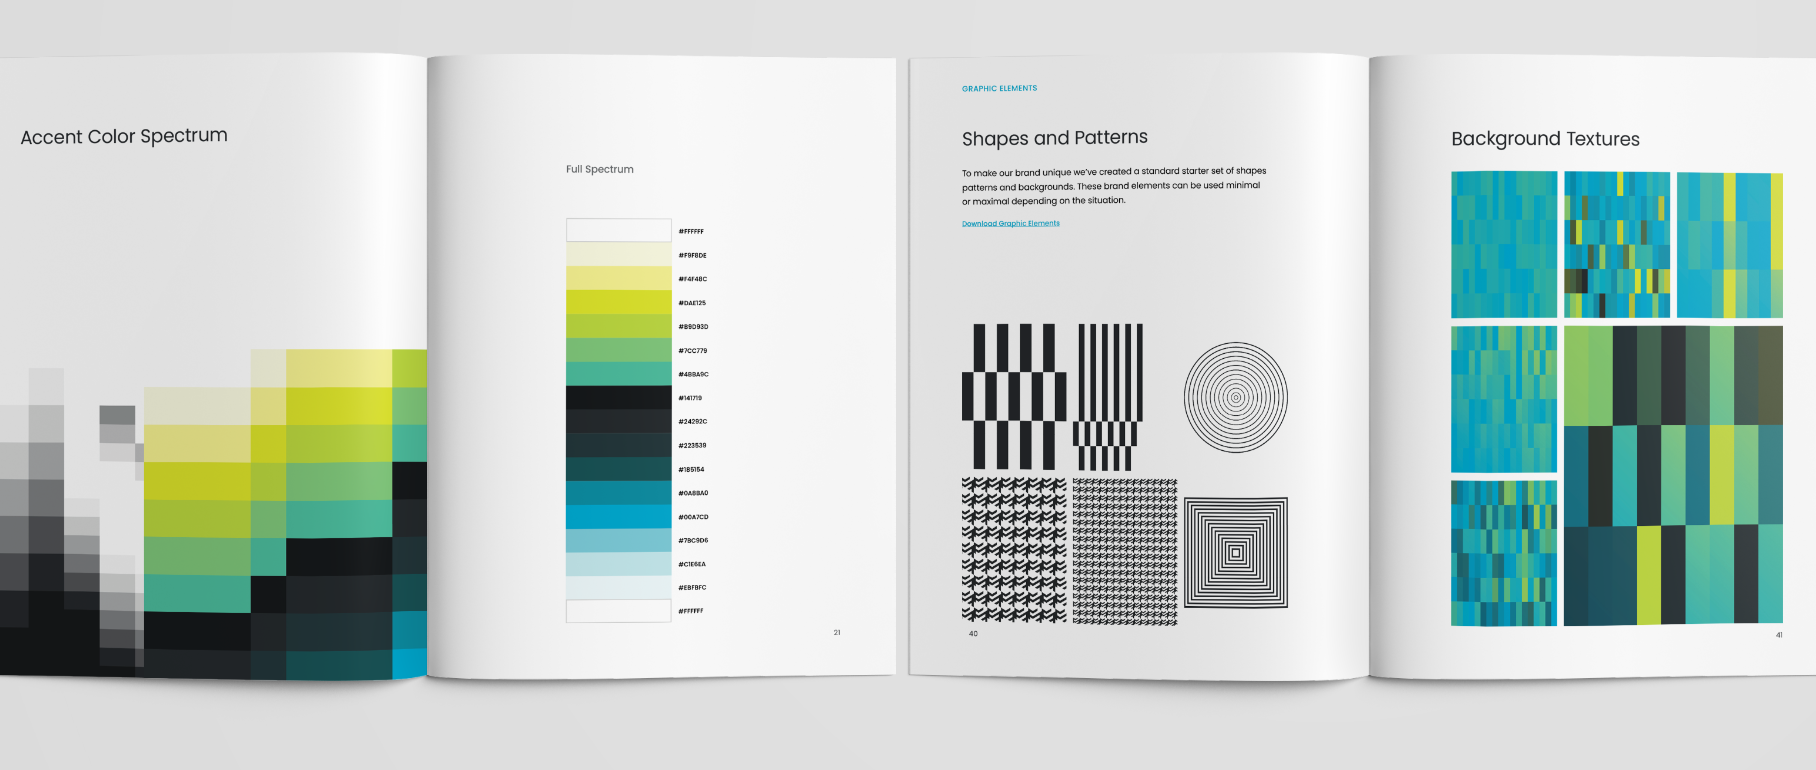 Accent Color Spectrum
Full Spectrum
#FFFFFF
#F9F8DE
#F4F48C
#DAE125
#B9D93D
#7CC779
#4BBA9C
#141719
#24292C
#223539
#185154
#0A8BA0
#00A7CD
#7BC9D6
#C1E6EA
#EBFBFC
#FFFFFF
21
GRAPHIC ELEMENTS
Shapes and Patterns
To make our brand unique we've created a standard starter set of shapes
patterns and backgrounds. These brand elements can be used minimal
or maximal depending on the situation.
Download Graphic Elements
40
Background Textures
41